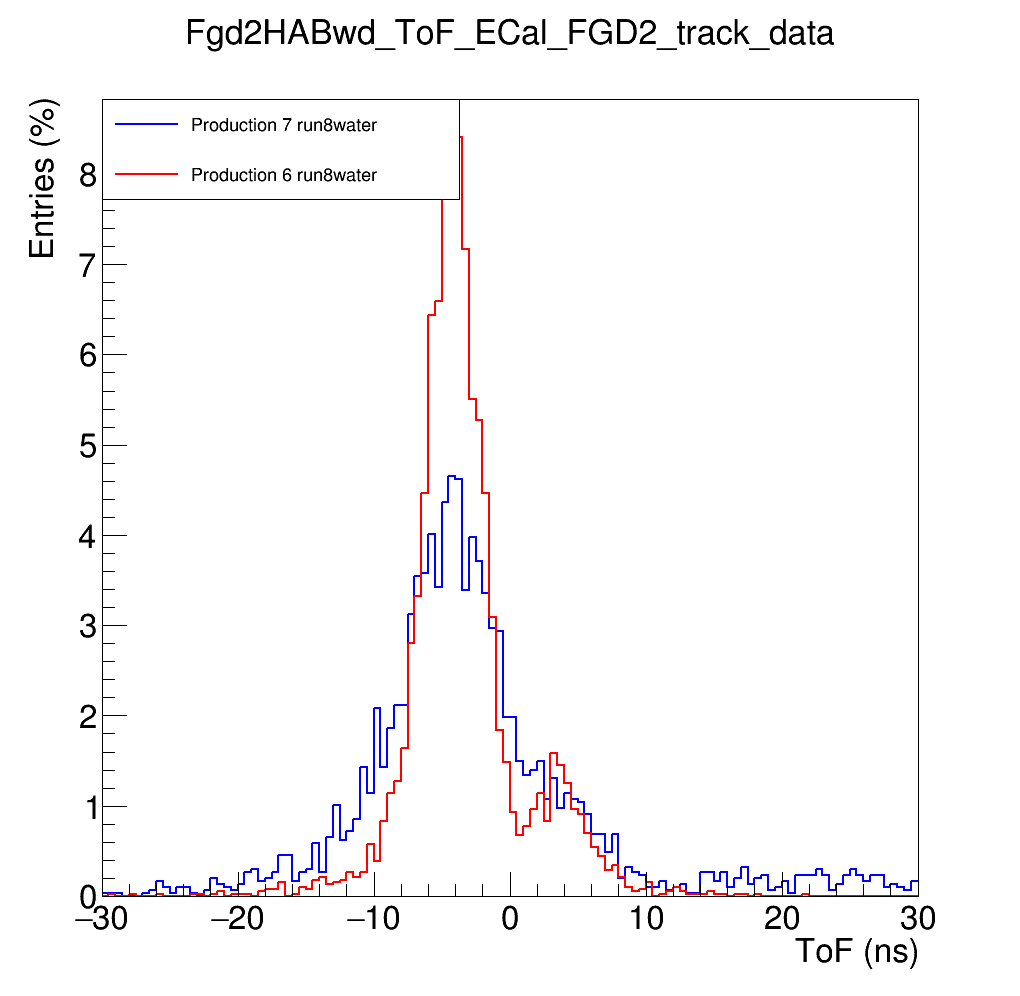 Fgd2HABwd_ToF_ECal_FGD2_track_data
Entries (%)
Production 7 run8water
Production 6 run8water
8
7
6
5
4
3
2
1
0
−30 −20 −10 0 10 20 30
ToF (ns)